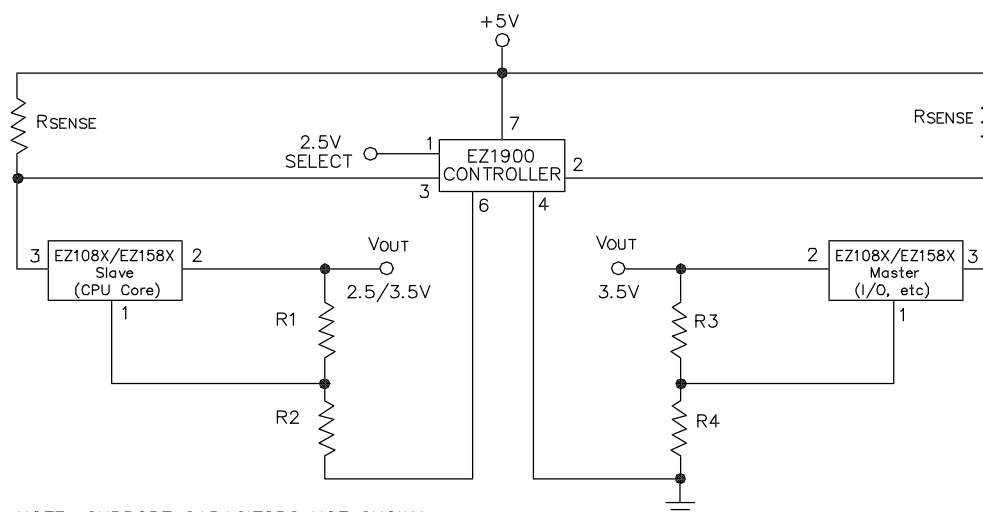 +5V
RSENSE
RSENSE
7
2.5V
SELECT
1
EZ1900
CONTROLLER
2
3
6
4
3
EZ108X/EZ158X
Slave
(CPU Core)
2
1
VOUT
2.5/3.5V
VOUT
3.5V
2
EZ108X/EZ158X
Master
(I/O, etc)
3
1
R1
R3
R2
R4